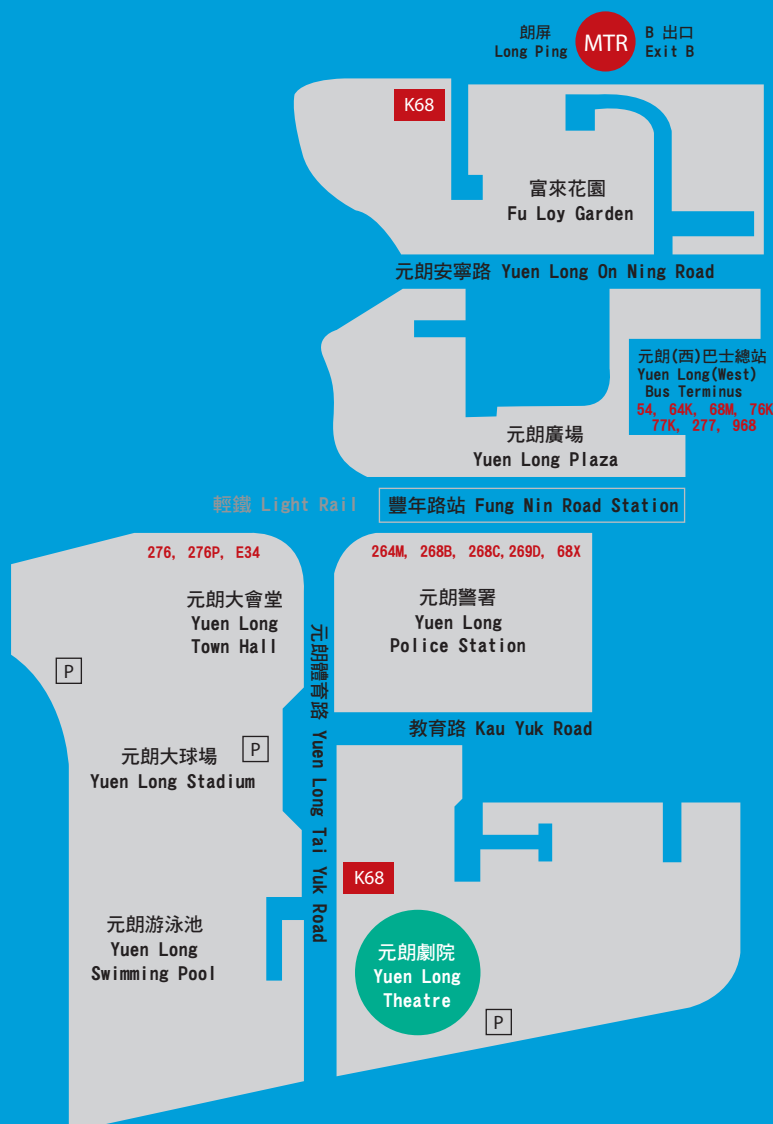 朗屏
Long Ping
MTR
B 出口
Exit B
K68
富來花園
Fu Loy Garden
元朗安寧路 Yuen Long On Ning Road
元朗(西)巴士總站
Yuen Long(West)
Bus Terminus
54, 64K, 68M, 76K
77K, 277, 968
元朗廣場
Yuen Long Plaza
輕鐵 Light Rail
豐年路站 Fung Nin Road Station
276, 276P, E34
264M, 268B, 268C, 269D, 68X
元朗大會堂
Yuen Long
Town Hall
元朗警署
Yuen Long
Police Station
P
元朗體育路 Yuen Long Tai Yuk Road
教育路 Kau Yuk Road
元朗大球場
Yuen Long Stadium
P
K68
元朗游泳池
Yuen Long
Swimming Pool
元朗劇院
Yuen Long
Theatre
P